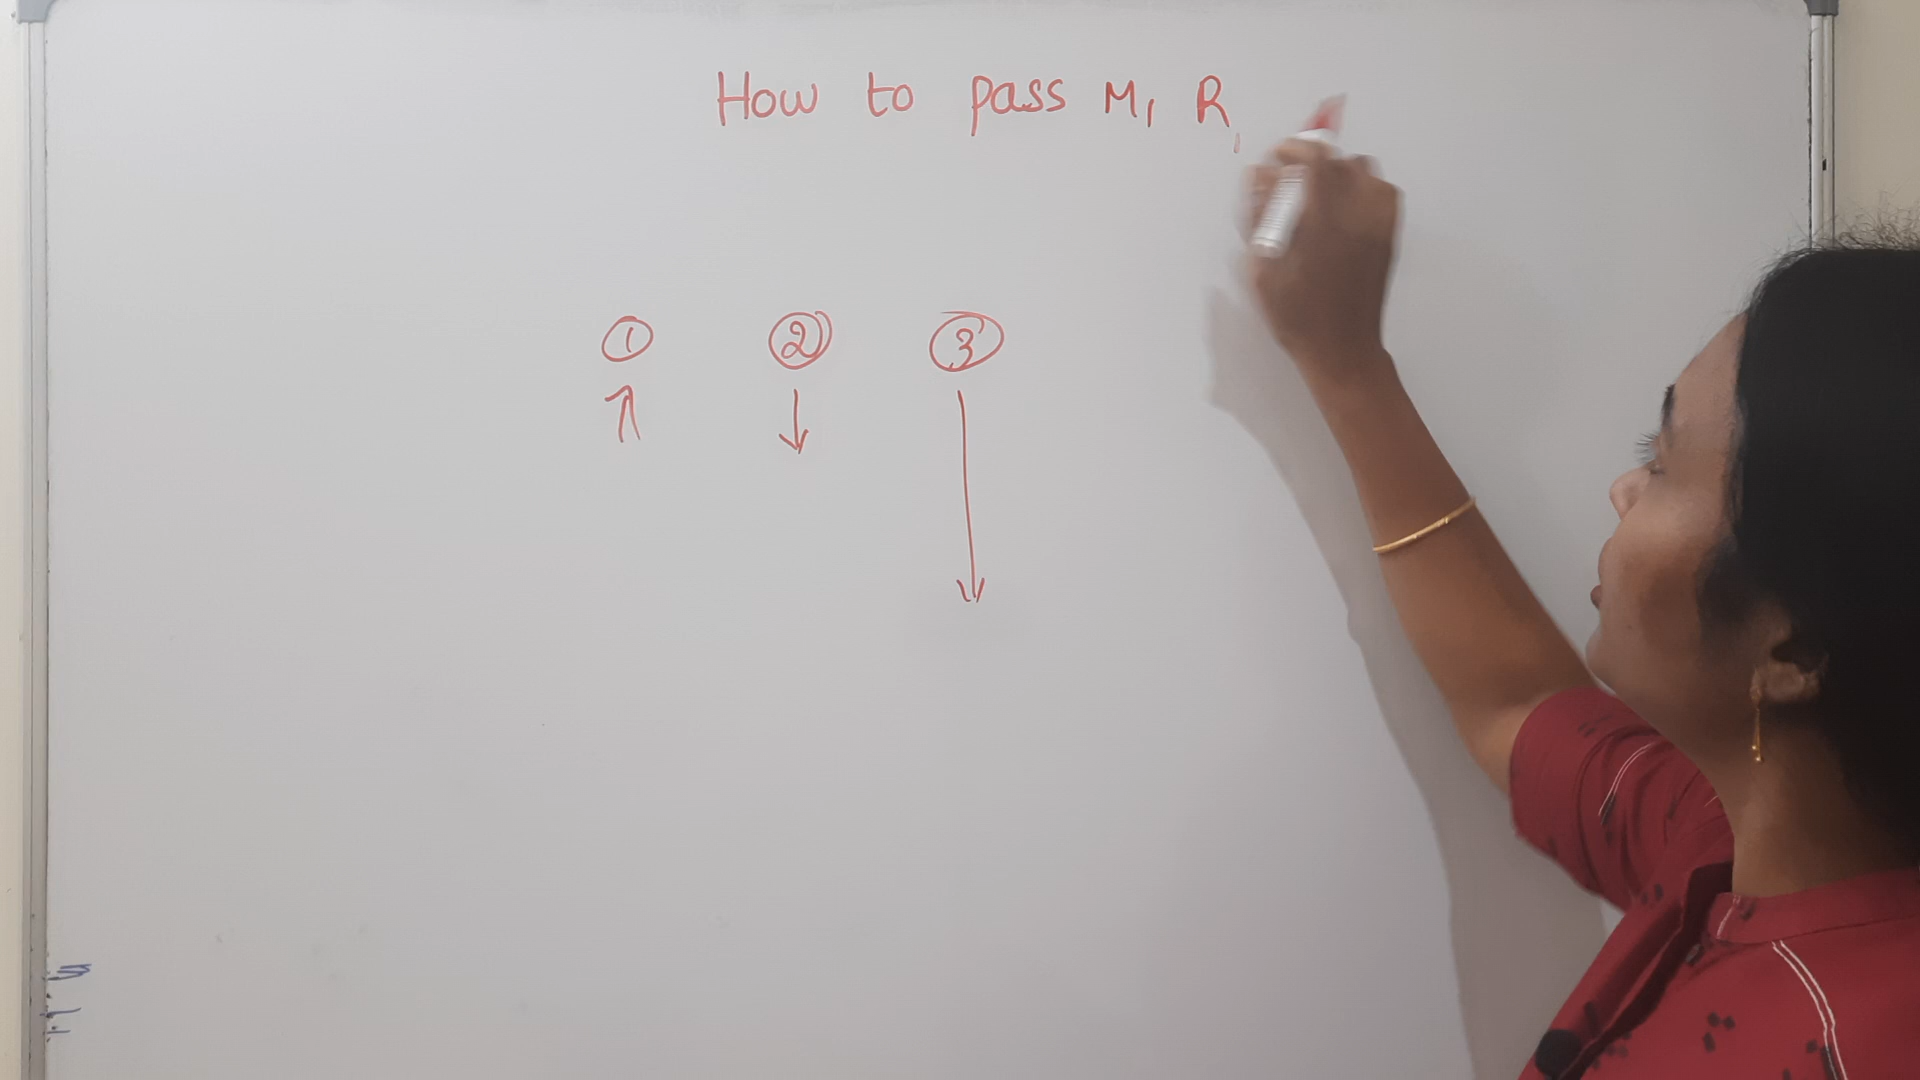 How to pass M, R,
① ② ③
↑ ↓ ↓